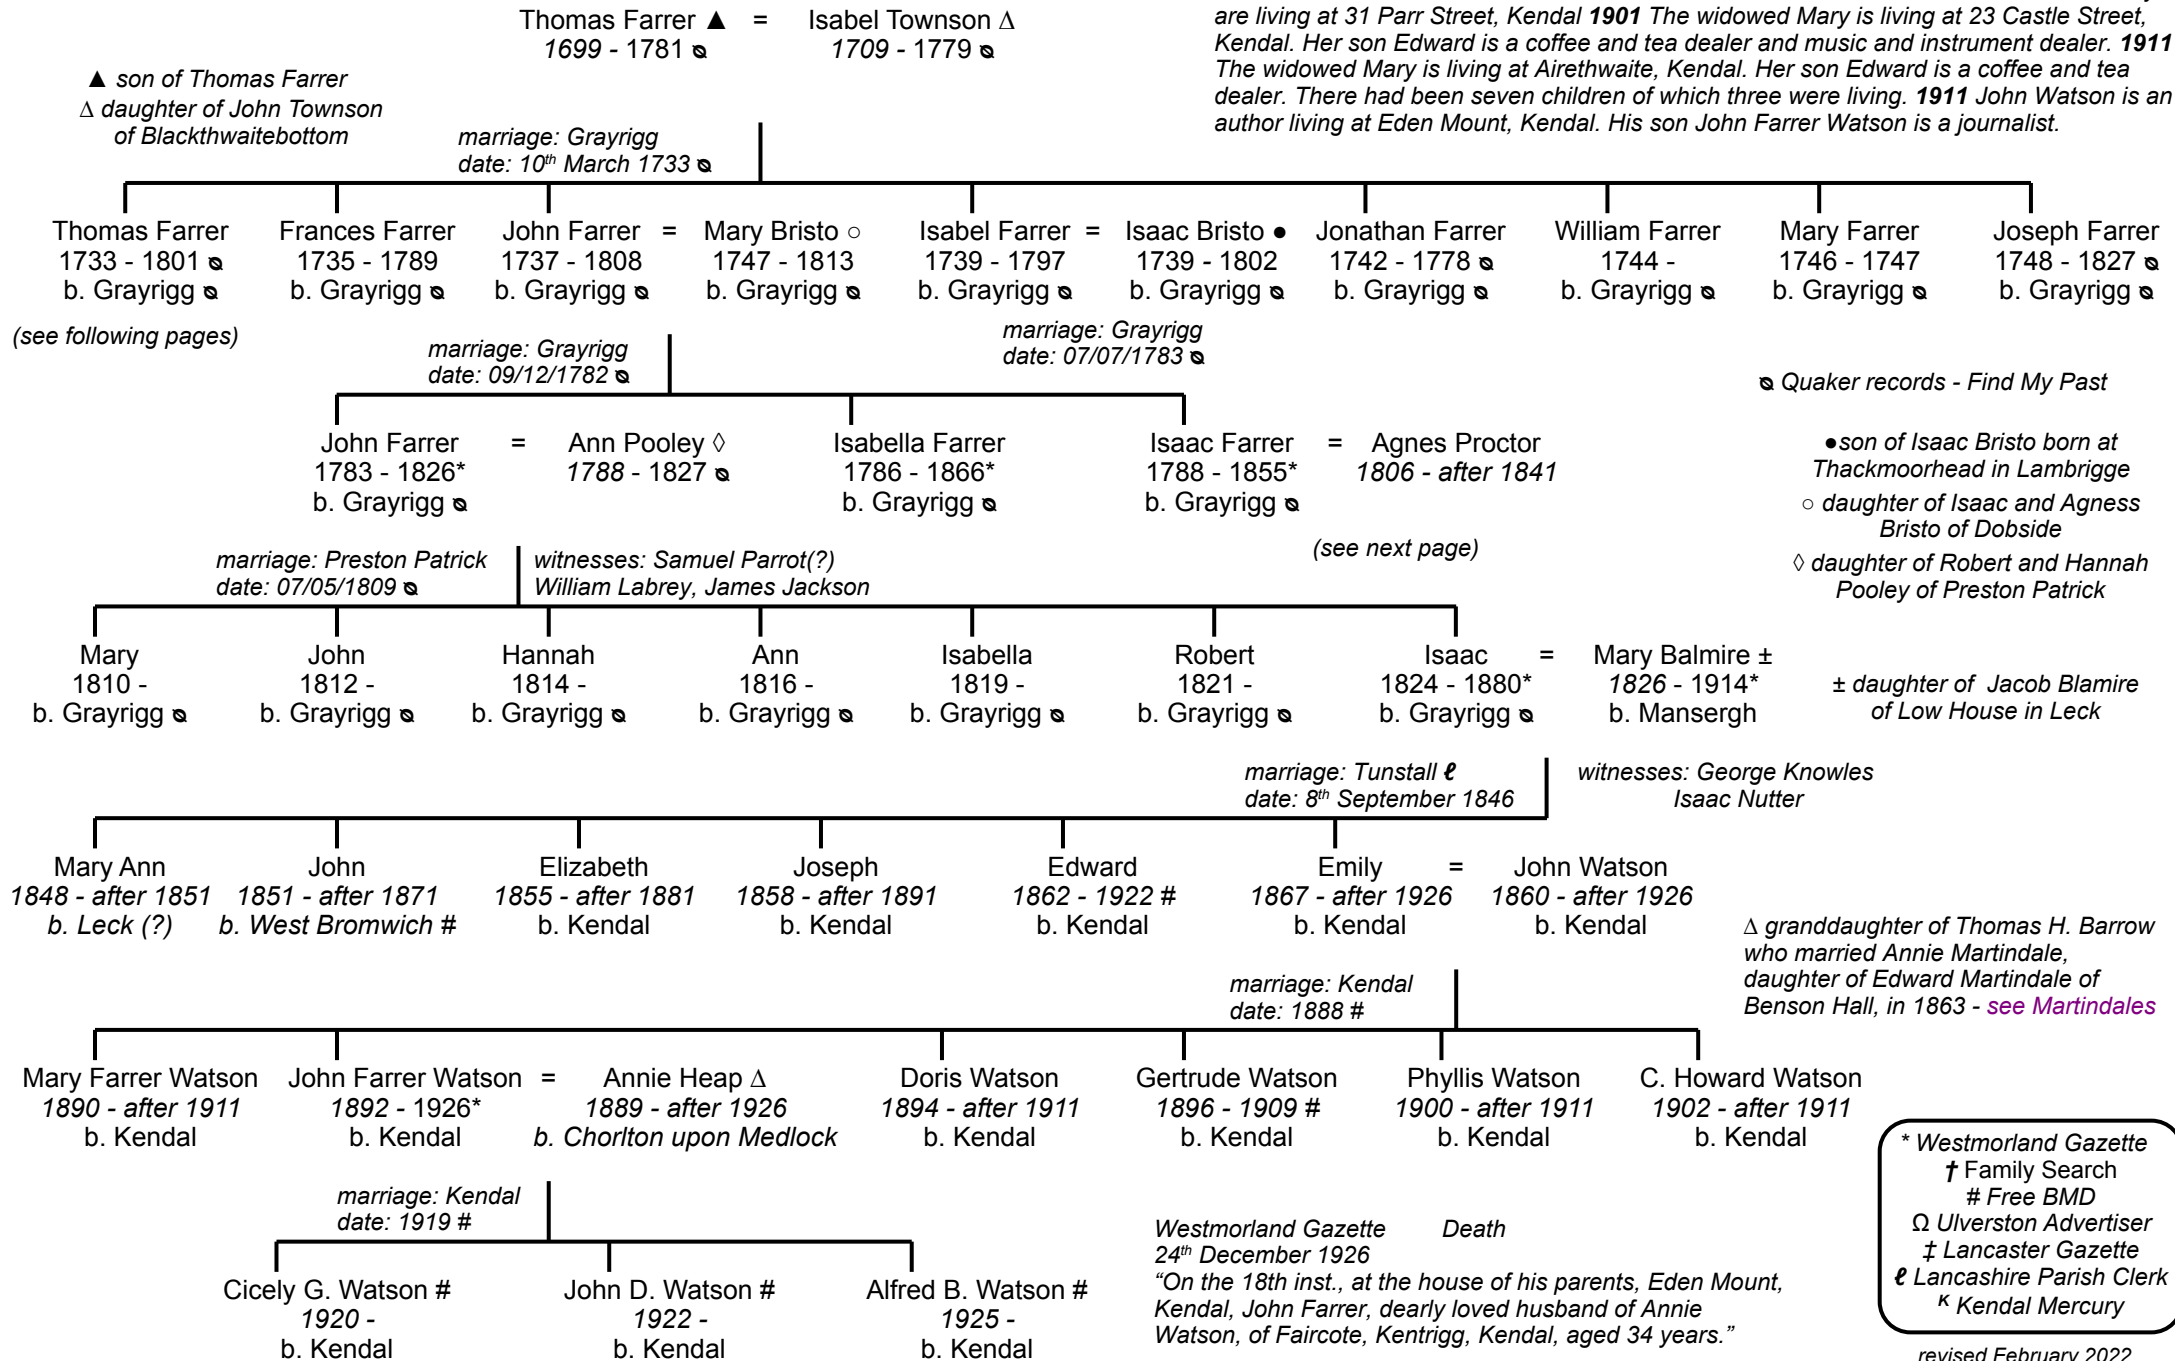 Thomas Farrer ▲ = Isabel Townson Δ
1699 - 1781 ᴓ 1709 - 1779 ᴓ
▲ son of Thomas Farrer
Δ daughter of John Townson
of Blackthwaitebottom
are living at 31 Parr Street, Kendal 1901 The widowed Mary is living at 23 Castle Street,
Kendal. Her son Edward is a coffee and tea dealer and music and instrument dealer. 1911
The widowed Mary is living at Airethwaite, Kendal. Her son Edward is a coffee and tea
dealer. There had been seven children of which three were living. 1911 John Watson is an
author living at Eden Mount, Kendal. His son John Farrer Watson is a journalist.
marriage: Grayrigg
date: 10th March 1733 ᴓ
Thomas Farrer Frances Farrer John Farrer = Mary Bristo ○ Isabel Farrer = Isaac Bristo ● Jonathan Farrer William Farrer Mary Farrer Joseph Farrer
1733 - 1801 ᴓ 1735 - 1789 1737 - 1808 1747 - 1813 1739 - 1797 1739 - 1802 1742 - 1778 ᴓ 1744 - 1746 - 1747 1748 - 1827 ᴓ
b. Grayrigg ᴓ b. Grayrigg ᴓ b. Grayrigg ᴓ b. Grayrigg ᴓ b. Grayrigg ᴓ b. Grayrigg ᴓ b. Grayrigg ᴓ b. Grayrigg ᴓ b. Grayrigg ᴓ b. Grayrigg ᴓ
(see following pages)
marriage: Grayrigg
date: 09/12/1782 ᴓ
marriage: Grayrigg
date: 07/07/1783 ᴓ
ᴓ Quaker records - Find My Past
John Farrer = Ann Pooley ◊ Isabella Farrer Isaac Farrer = Agnes Proctor
1783 - 1826* 1788 - 1827 ᴓ 1786 - 1866* 1788 - 1855* 1806 - after 1841
b. Grayrigg ᴓ b. Grayrigg ᴓ b. Grayrigg ᴓ
(see next page)
●son of Isaac Bristo born at
Thackmoorhead in Lambrigge
○ daughter of Isaac and Agness
Bristo of Dobside
◊ daughter of Robert and Hannah
Pooley of Preston Patrick
marriage: Preston Patrick
date: 07/05/1809 ᴓ
witnesses: Samuel Parrot(?)
William Labrey, James Jackson
Mary John Hannah Ann Isabella Robert Isaac = Mary Balmire ±
1810 - 1812 - 1814 - 1816 - 1819 - 1821 - 1824 - 1880* 1826 - 1914*
b. Grayrigg ᴓ b. Grayrigg ᴓ b. Grayrigg ᴓ b. Grayrigg ᴓ b. Grayrigg ᴓ b. Grayrigg ᴓ b. Grayrigg ᴓ b. Mansergh
± daughter of Jacob Blamire
of Low House in Leck
marriage: Tunstall ℓ
date: 8th September 1846
witnesses: George Knowles
Isaac Nutter
Mary Ann John Elizabeth Joseph Edward Emily = John Watson
1848 - after 1851 1851 - after 1871 1855 - after 1881 1858 - after 1891 1862 - 1922 # 1867 - after 1926 1860 - after 1926
b. Leck (?) b. West Bromwich # b. Kendal b. Kendal b. Kendal b. Kendal b. Kendal
Δ granddaughter of Thomas H. Barrow
who married Annie Martindale,
daughter of Edward Martindale of
Benson Hall, in 1863 - see Martindales
marriage: Kendal
date: 1888 #
Mary Farrer Watson John Farrer Watson = Annie Heap Δ Doris Watson Gertrude Watson Phyllis Watson C. Howard Watson
1890 - after 1911 1892 - 1926* 1889 - after 1926 1894 - after 1911 1896 - 1909 # 1900 - after 1911 1902 - after 1911
b. Kendal b. Kendal b. Chorlton upon Medlock b. Kendal b. Kendal b. Kendal b. Kendal
marriage: Kendal
date: 1919 #
Cicely G. Watson # John D. Watson # Alfred B. Watson #
1920 - 1922 - 1925 -
b. Kendal b. Kendal b. Kendal
Westmorland Gazette Death
24th December 1926
“On the 18th inst., at the house of his parents, Eden Mount,
Kendal, John Farrer, dearly loved husband of Annie
Watson, of Faircote, Kentrigg, Kendal, aged 34 years.”
* Westmorland Gazette
† Family Search
# Free BMD
Ω Ulverston Advertiser
‡ Lancaster Gazette
ℓ Lancashire Parish Clerk
K Kendal Mercury
revised February 2022